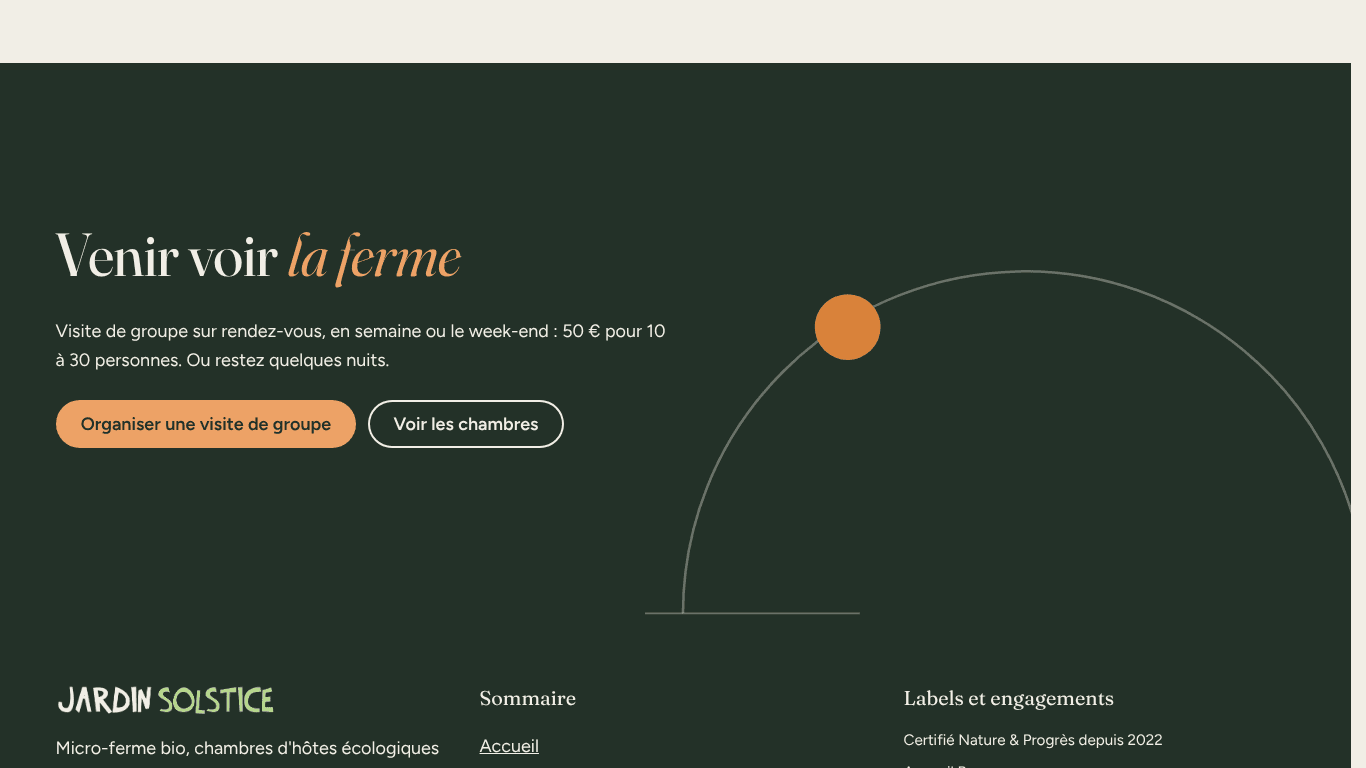 Venir voir la ferme
Visite de groupe sur rendez-vous, en semaine ou le week-end : 50 € pour 10
à 30 personnes. Ou restez quelques nuits.
Organiser une visite de groupe
Voir les chambres
JARDIN SOLSTICE
Micro-ferme bio, chambres d'hôtes écologiques
Sommaire
Accueil
Labels et engagements
Certifié Nature & Progrès depuis 2022